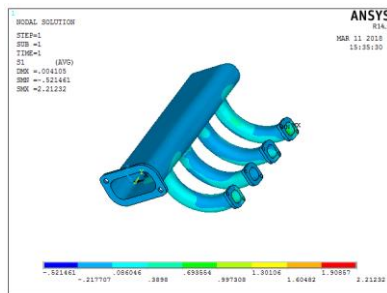 1
NODAL SOLUTION
ANSYS
R14.
STEP=1
SUB =1
TIME=1
S1 (AVG)
DMX =.004105
SMN =-.521461
SMX =2.21232
MAR 11 2018
15:35:30
-.521461
-.217707
.086046
.3898
.693554
.997308
1.30106
1.60482
1.90857
2.21232